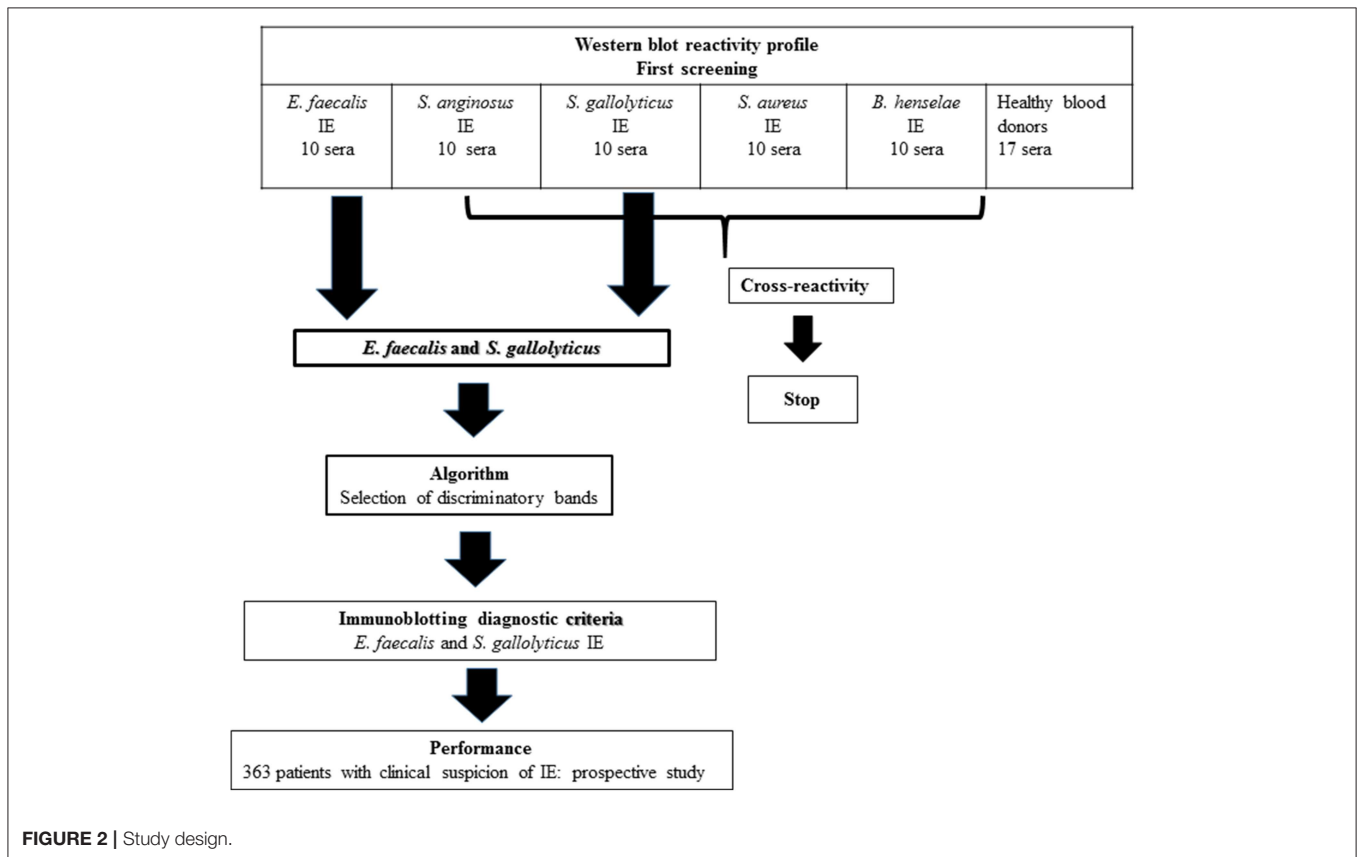 Western blot reactivity profile
First screening
E. faecalis
IE
10 sera
S. anginosus
IE
10 sera
S. gallolyticus
IE
10 sera
S. aureus
IE
10 sera
B. henselae
IE
10 sera
Healthy blood
donors
17 sera
Cross-reactivity
E. faecalis and S. gallolyticus
Stop
Algorithm
Selection of discriminatory bands
Immunoblotting diagnostic criteria
E. faecalis and S. gallolyticus IE
Performance
363 patients with clinical suspicion of IE: prospective study
FIGURE 2 | Study design.